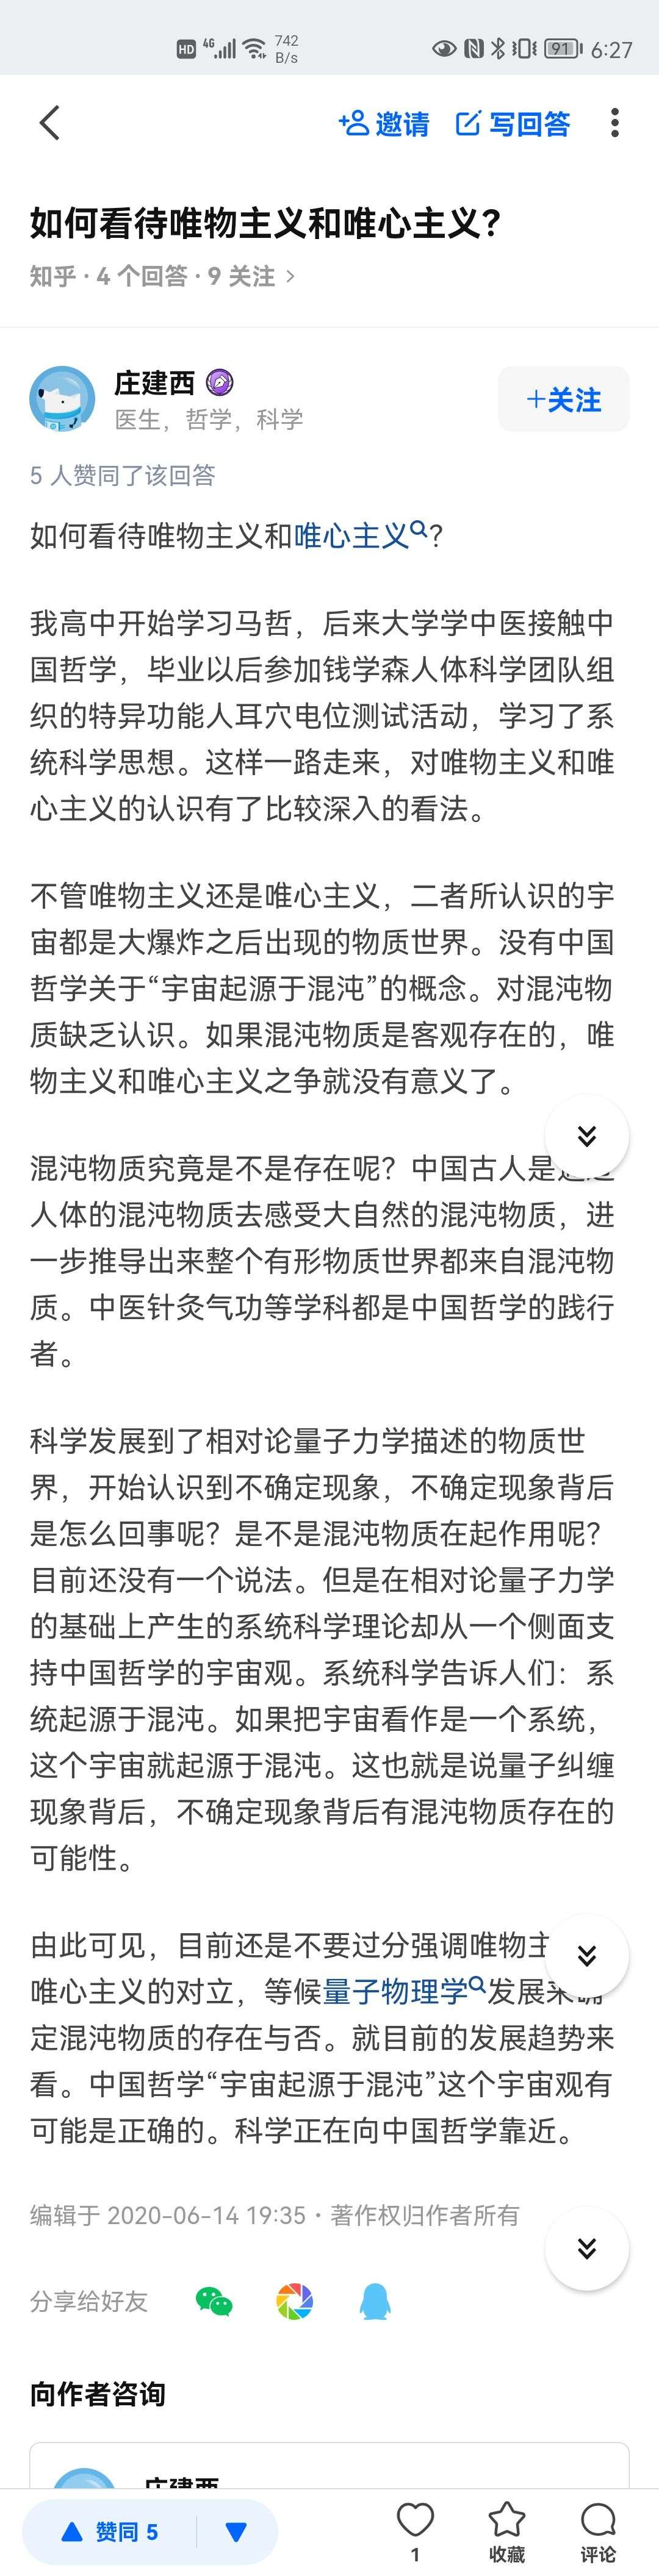 HD 4G 742 B/s 91 6:27
邀请 写回答
如何看待唯物主义和唯心主义?
知乎 · 4 个回答 · 9 关注 >
庄建西
医生，哲学，科学
+关注
5 人赞同了该回答
如何看待唯物主义和唯心主义?
我高中开始学习马哲，后来大学学中医接触中
国哲学，毕业以后参加钱学森人体科学团队组
织的特异功能人耳穴电位测试活动，学习了系
统科学思想。这样一路走来，对唯物主义和唯
心主义的认识有了比较深入的看法。
不管唯物主义还是唯心主义，二者所认识的宇
宙都是大爆炸之后出现的物质世界。没有中国
哲学关于“宇宙起源于混沌”的概念。对混沌物
质缺乏认识。如果混沌物质是客观存在的，唯
物主义和唯心主义之争就没有意义了。
混沌物质究竟是不是存在呢？中国古人是通过
人体的混沌物质去感受大自然的混沌物质，进
一步推导出来整个有形物质世界都来自混沌物
质。中医针灸气功等学科都是中国哲学的践行
者。
科学发展到了相对论量子力学描述的物质世
界，开始认识到不确定现象，不确定现象背后
是怎么回事呢？是不是混沌物质在起作用呢？
目前还没有一个说法。但是在相对论量子力学
的基础上产生的系统科学理论却从一个侧面支
持中国哲学的宇宙观。系统科学告诉人们：系
统起源于混沌。如果把宇宙看作是一个系统，
这个宇宙就起源于混沌。这也就是说量子纠缠
现象背后，不确定现象背后有混沌物质存在的
可能性。
由此可见，目前还是不要过分强调唯物主
唯心主义的对立，等候量子物理学发展来确
定混沌物质的存在与否。就目前的发展趋势来
看。中国哲学“宇宙起源于混沌”这个宇宙观有
可能是正确的。科学正在向中国哲学靠近。
编辑于 2020-06-14 19:35 · 著作权归作者所有
分享给好友
向作者咨询
庄建西
赞同 5
1 收藏 评论